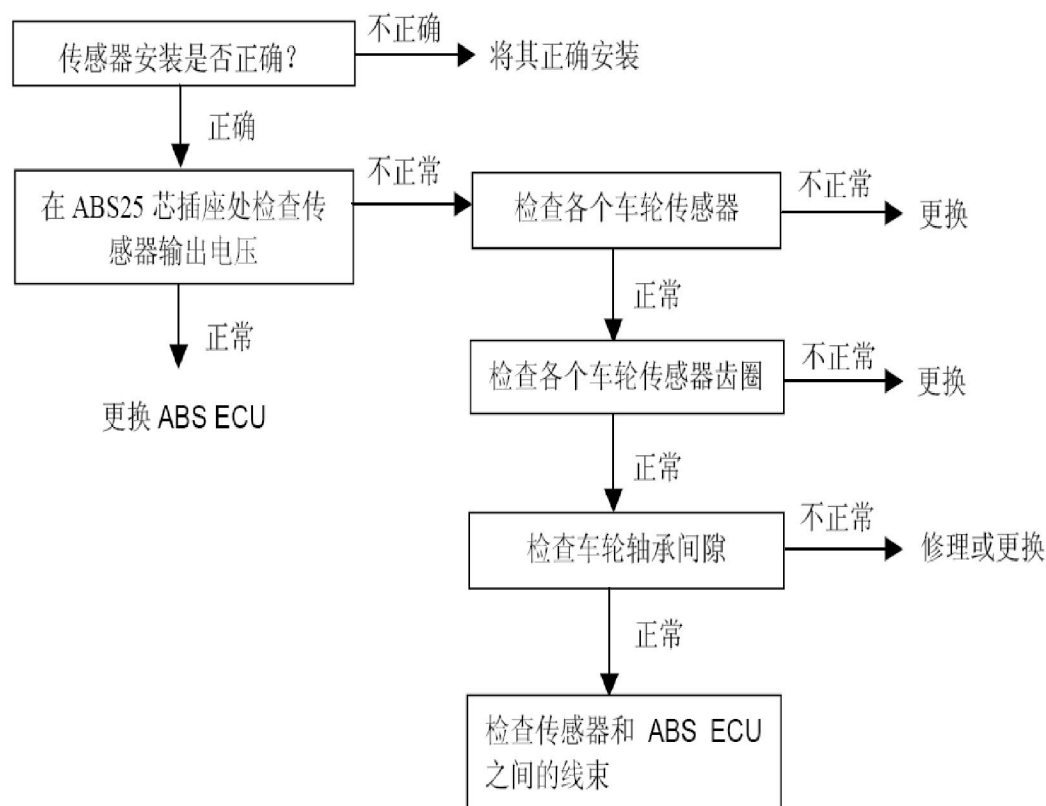 传感器安装是否正确?
不正确
将其正确安装
正确
在 ABS25 芯插座处检查传
感器输出电压
不正常
检查各个车轮传感器
不正常
更换
正常
更换 ABS ECU
正常
检查各个车轮传感器齿圈
不正常
更换
正常
检查车轮轴承间隙
不正常
修理或更换
正常
检查传感器和 ABS ECU
之间的线束